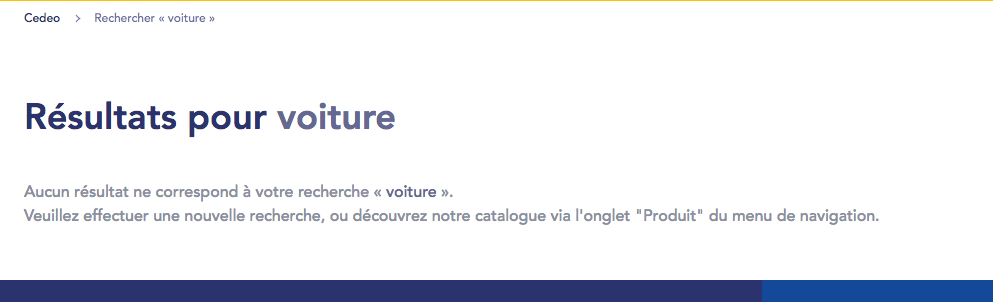 Cedeo > Rechercher « voiture »
Résultats pour voiture
Aucun résultat ne correspond à votre recherche « voiture ».
Veuillez effectuer une nouvelle recherche, ou découvrez notre catalogue via l'onglet "Produit" du menu de navigation.